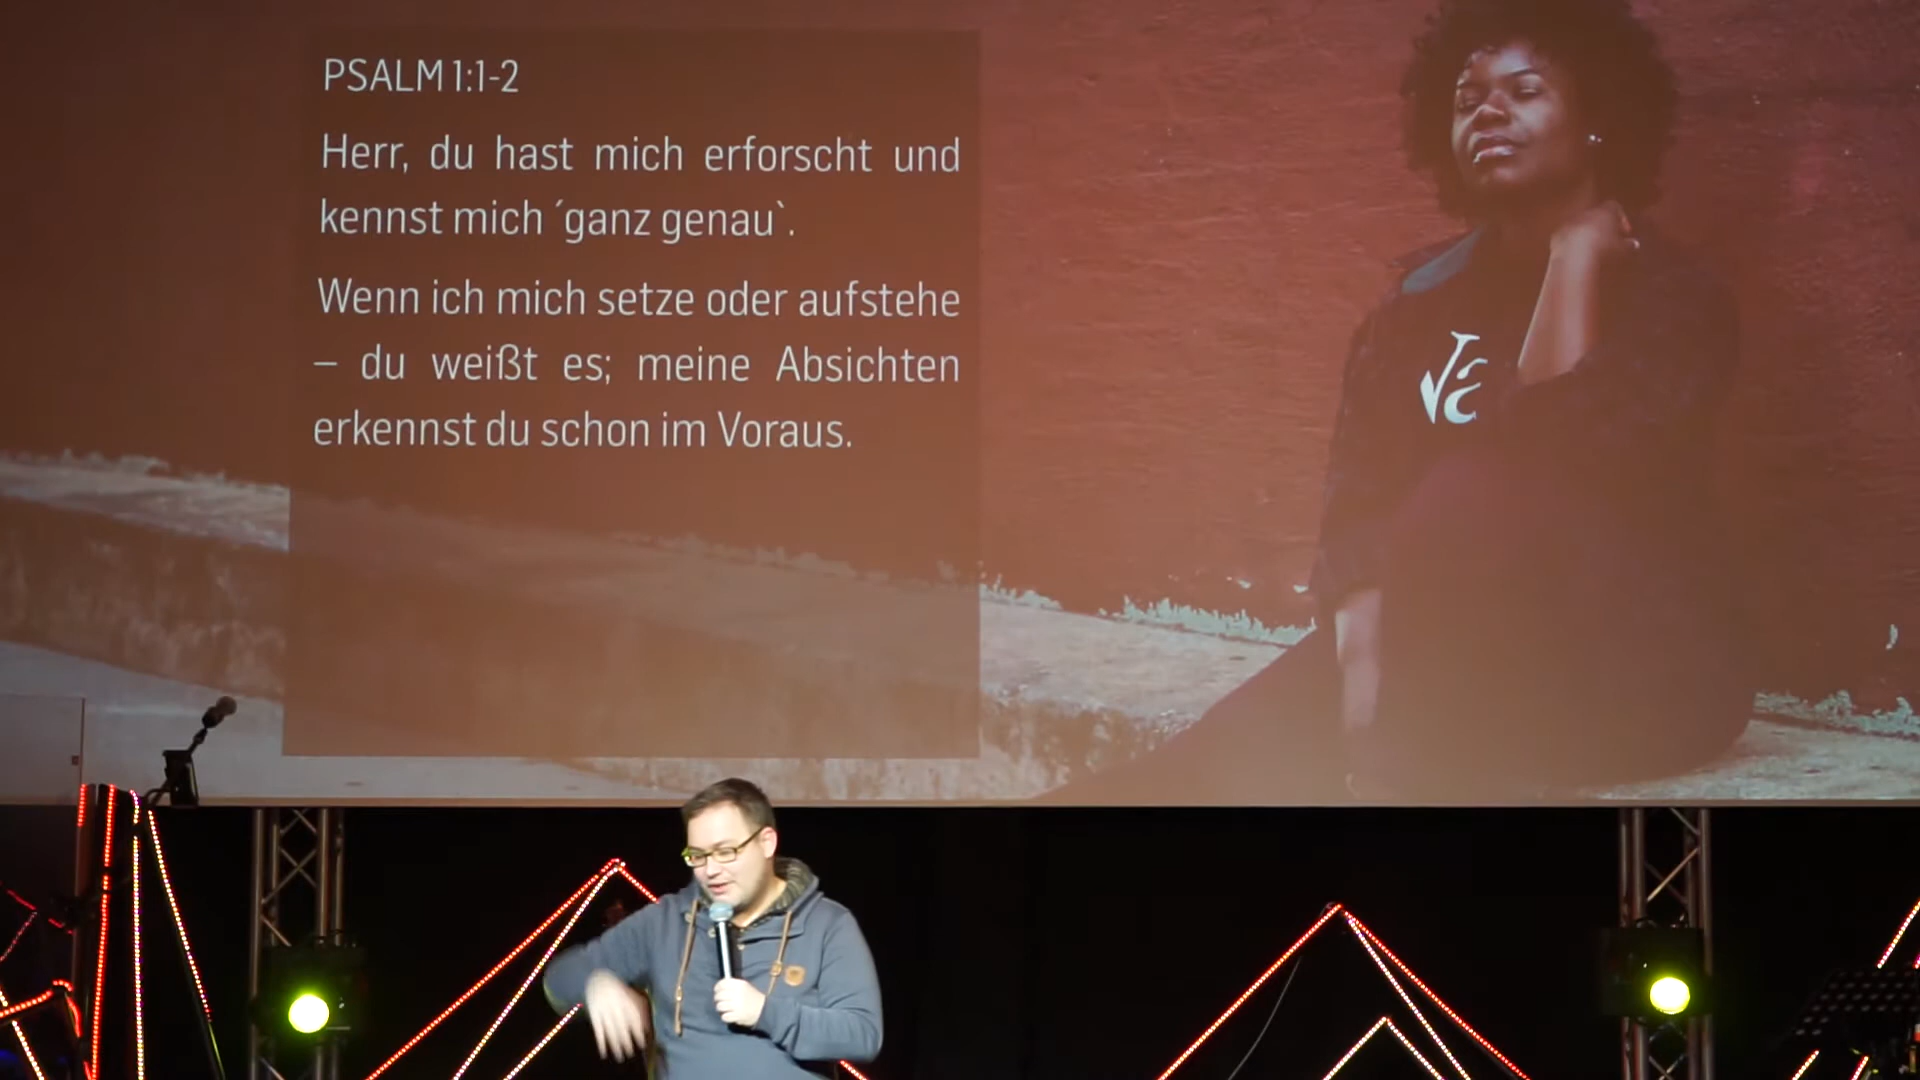 PSALM 1:1-2
Herr, du hast mich erforscht und
kennst mich ´ganz genau`.
Wenn ich mich setze oder aufstehe
– du weißt es; meine Absichten
erkennst du schon im Voraus.